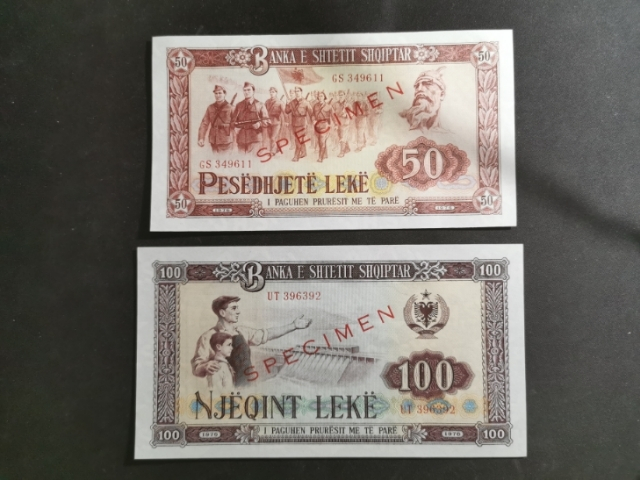 50 BANKA E SHTETIT SHQIPTAR 50
GS 349611
SPECIMEN
GS 349611
50
PESËDHJETË LEKË
50 I PAGUHEN PRURËSIT ME TË PARË 50
100 BANKA E SHTETIT SHQIPTAR 100
UT 396392
SPECIMEN
100
NJËQINT LEKË UT 396392
100 1976 I PAGUHEN PRURËSIT ME TË PARË 1976 100